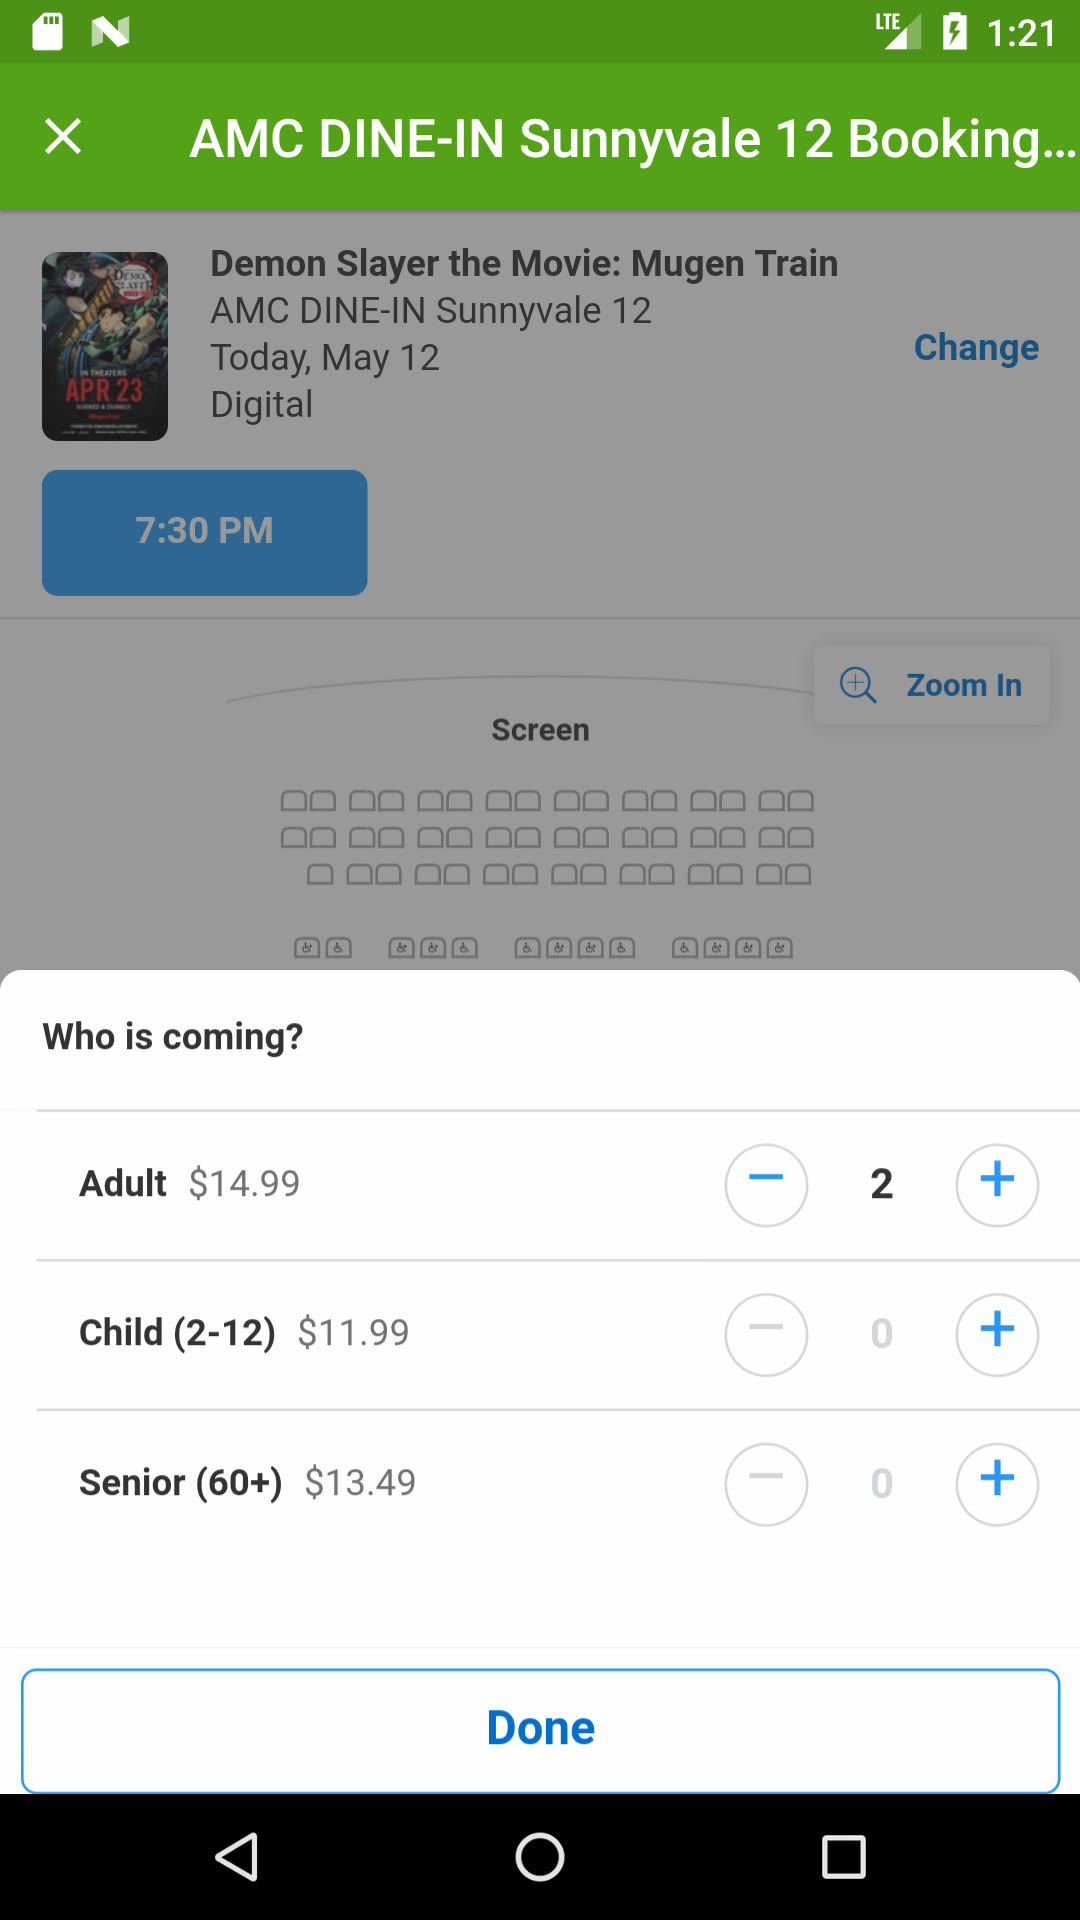 LTE 1:21
AMC DINE-IN Sunnyvale 12 Booking...
Demon Slayer the Movie: Mugen Train
AMC DINE-IN Sunnyvale 12
Today, May 12
Digital
Change
DEMON
SLAYER
IN THEATERS
APR 23
SUBBED & DUBBED
7:30 PM
Zoom In
Screen
Who is coming?
Adult $14.99 2
Child (2-12) $11.99 0
Senior (60+) $13.49 0
Done